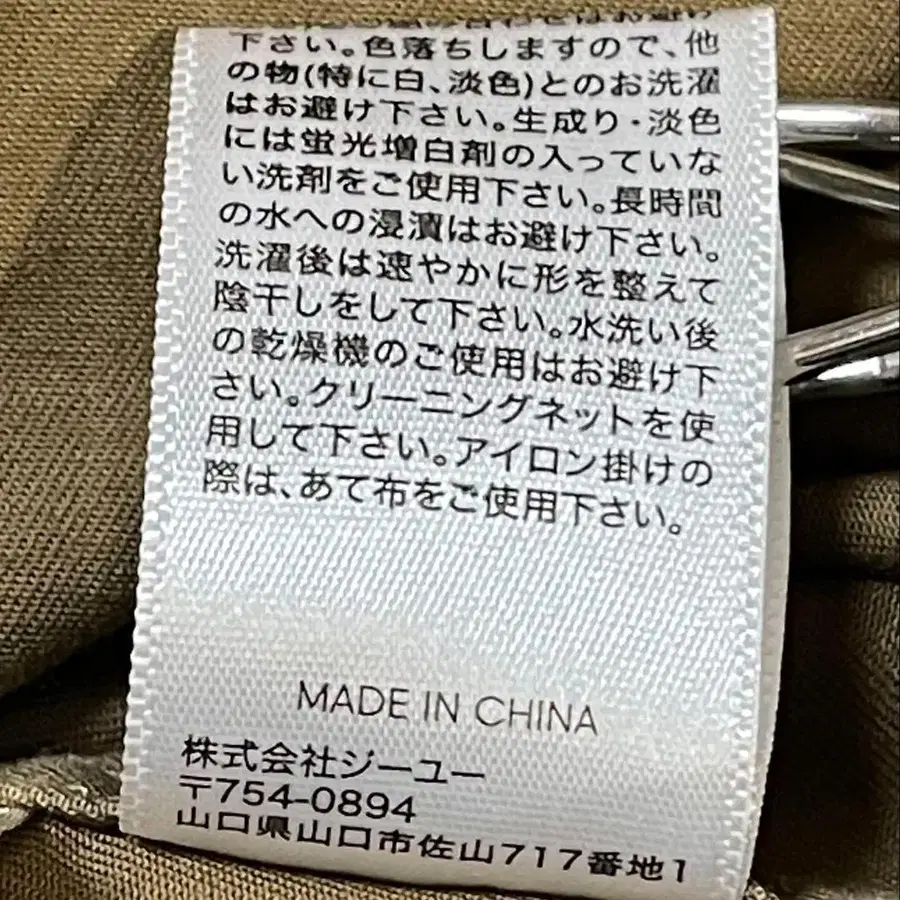 下さい。色落ちしますので、他
の物(特に白、淡色)とのお洗濯
はお避け下さい。生成り・淡色
には蛍光増白剤の入っていな
い洗剤をご使用下さい。長時間
の水への浸漬はお避け下さい。
洗濯後は速やかに形を整えて
陰干しをして下さい。水洗い後
の乾燥機のご使用はお避け下
さい。クリーニングネットを使
用して下さい。アイロン掛けの
際は、あて布をご使用下さい。
MADE IN CHINA
株式会社ジーユー
〒754-0894
山口県山口市佐山717番地1